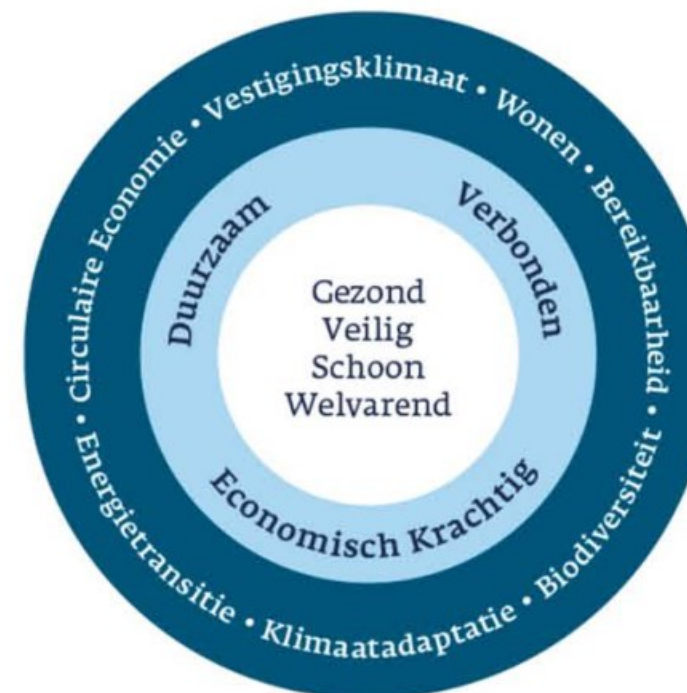 Circulaire Economie • Vestigingsklimaat • Wonen • Bereikbaarheid •
Biodiversiteit • Klimaatadaptatie • Energietransitie •
Duurzaam
Verbonden
Economisch Krachtig
Gezond
Veilig
Schoon
Welvarend